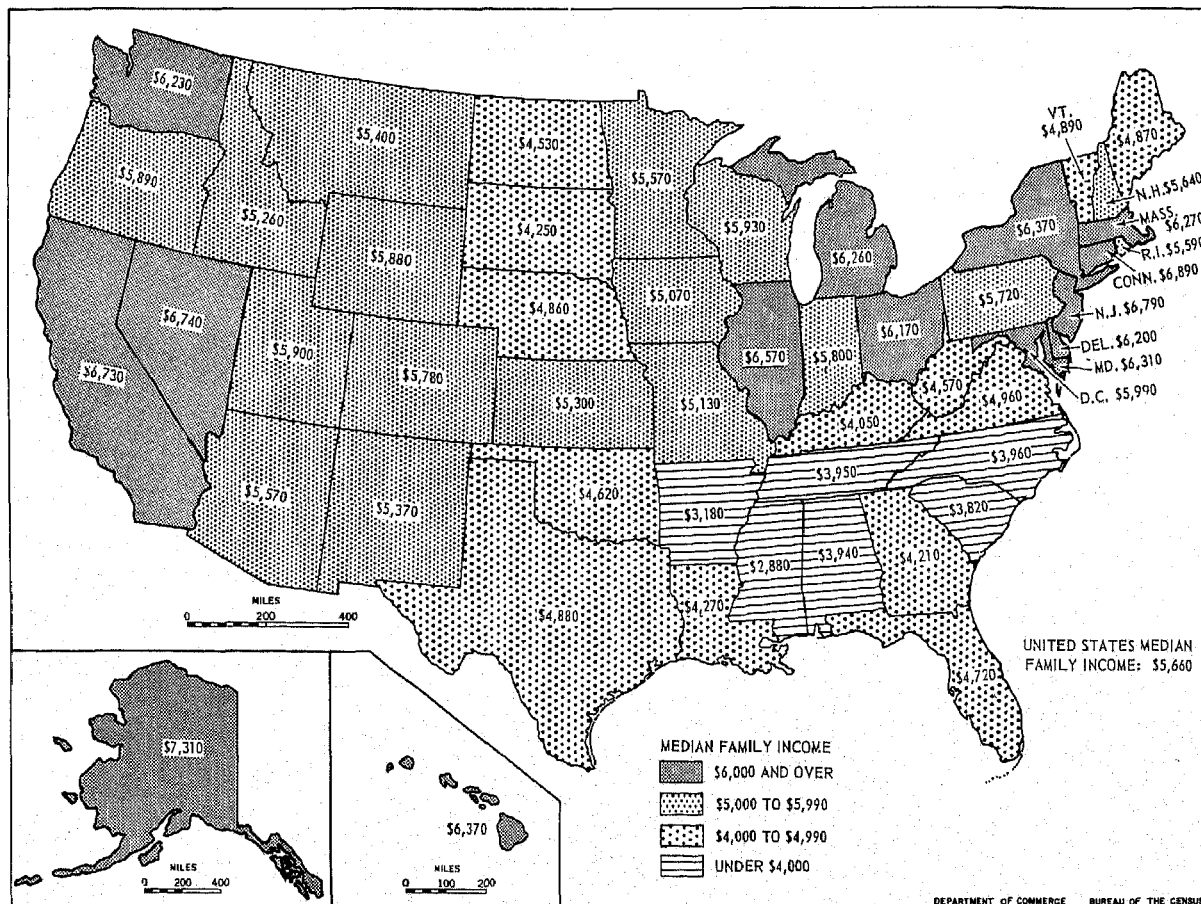 $6,230
$5,400
$4,530
$5,570
VT.
$4,890
$4,870
$5,890
$5,260
$4,250
$5,930
N.H. $5,640
MASS.
$6,270
$6,370
R.I. $5,590
CONN. $6,890
$5,880
$6,260
$6,740
$4,860
$5,070
$5,720
N.J. $6,790
$5,900
$6,570
$5,800
$6,170
DEL. $6,200
MD. $6,310
D.C. $5,990
$6,730
$5,780
$5,300
$5,130
$4,050
$4,570
$4,960
$5,570
$5,370
$4,620
$3,180
$3,950
$3,960
$3,820
$4,880
$4,270
$2,880
$3,940
$4,210
$4,720
MILES
0 200 400
UNITED STATES MEDIAN
FAMILY INCOME: $5,660
$7,310
MILES
0 200 400
$6,370
MILES
0 100 200
MEDIAN FAMILY INCOME
$6,000 AND OVER
$5,000 TO $5,990
$4,000 TO $4,990
UNDER $4,000
DEPARTMENT OF COMMERCE BUREAU OF THE CENSU